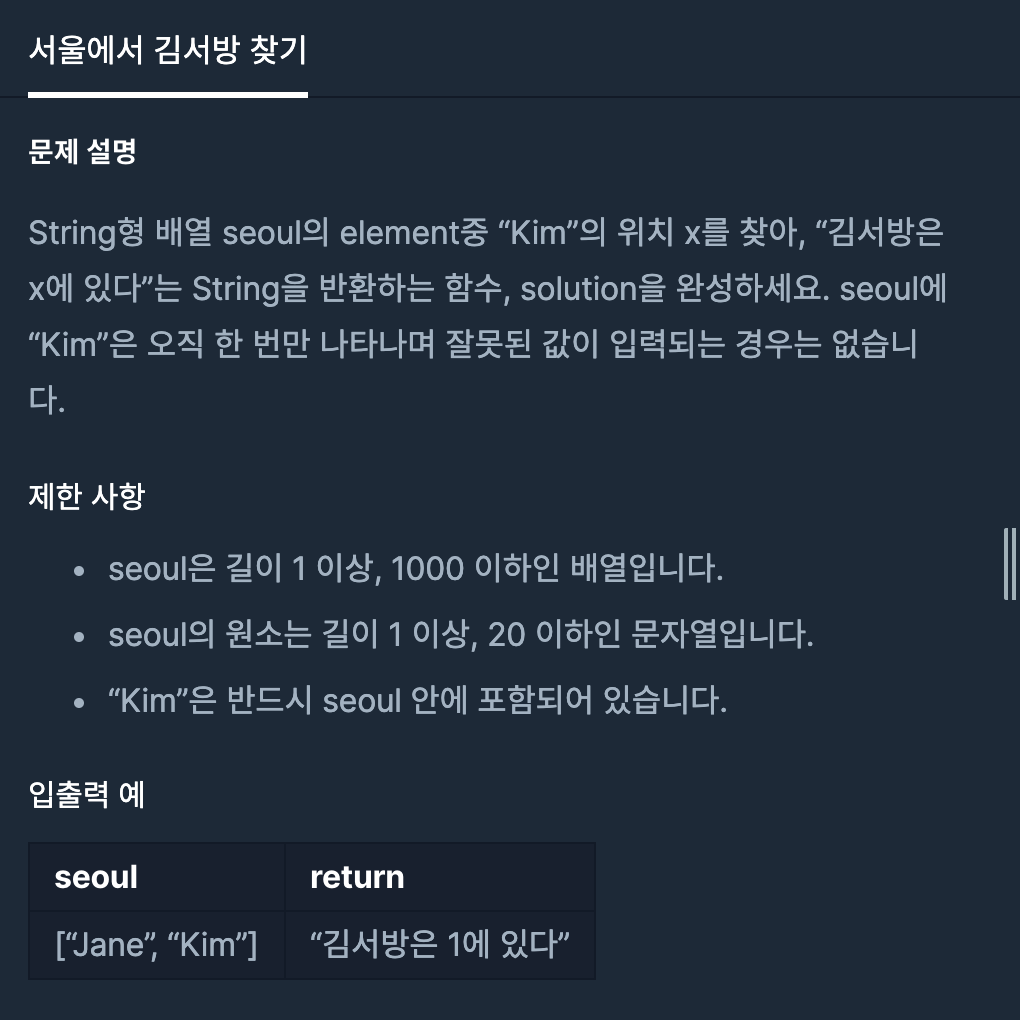 서울에서 김서방 찾기
문제 설명
String형 배열 seoul의 element중 “Kim”의 위치 x를 찾아, “김서방은
x에 있다”는 String을 반환하는 함수, solution을 완성하세요. seoul에
“Kim”은 오직 한 번만 나타나며 잘못된 값이 입력되는 경우는 없습니
다.
제한 사항
• seoul은 길이 1 이상, 1000 이하인 배열입니다.
• seoul의 원소는 길이 1 이상, 20 이하인 문자열입니다.
• “Kim”은 반드시 seoul 안에 포함되어 있습니다.
입출력 예
seoul return
[“Jane”, “Kim”] “김서방은 1에 있다”